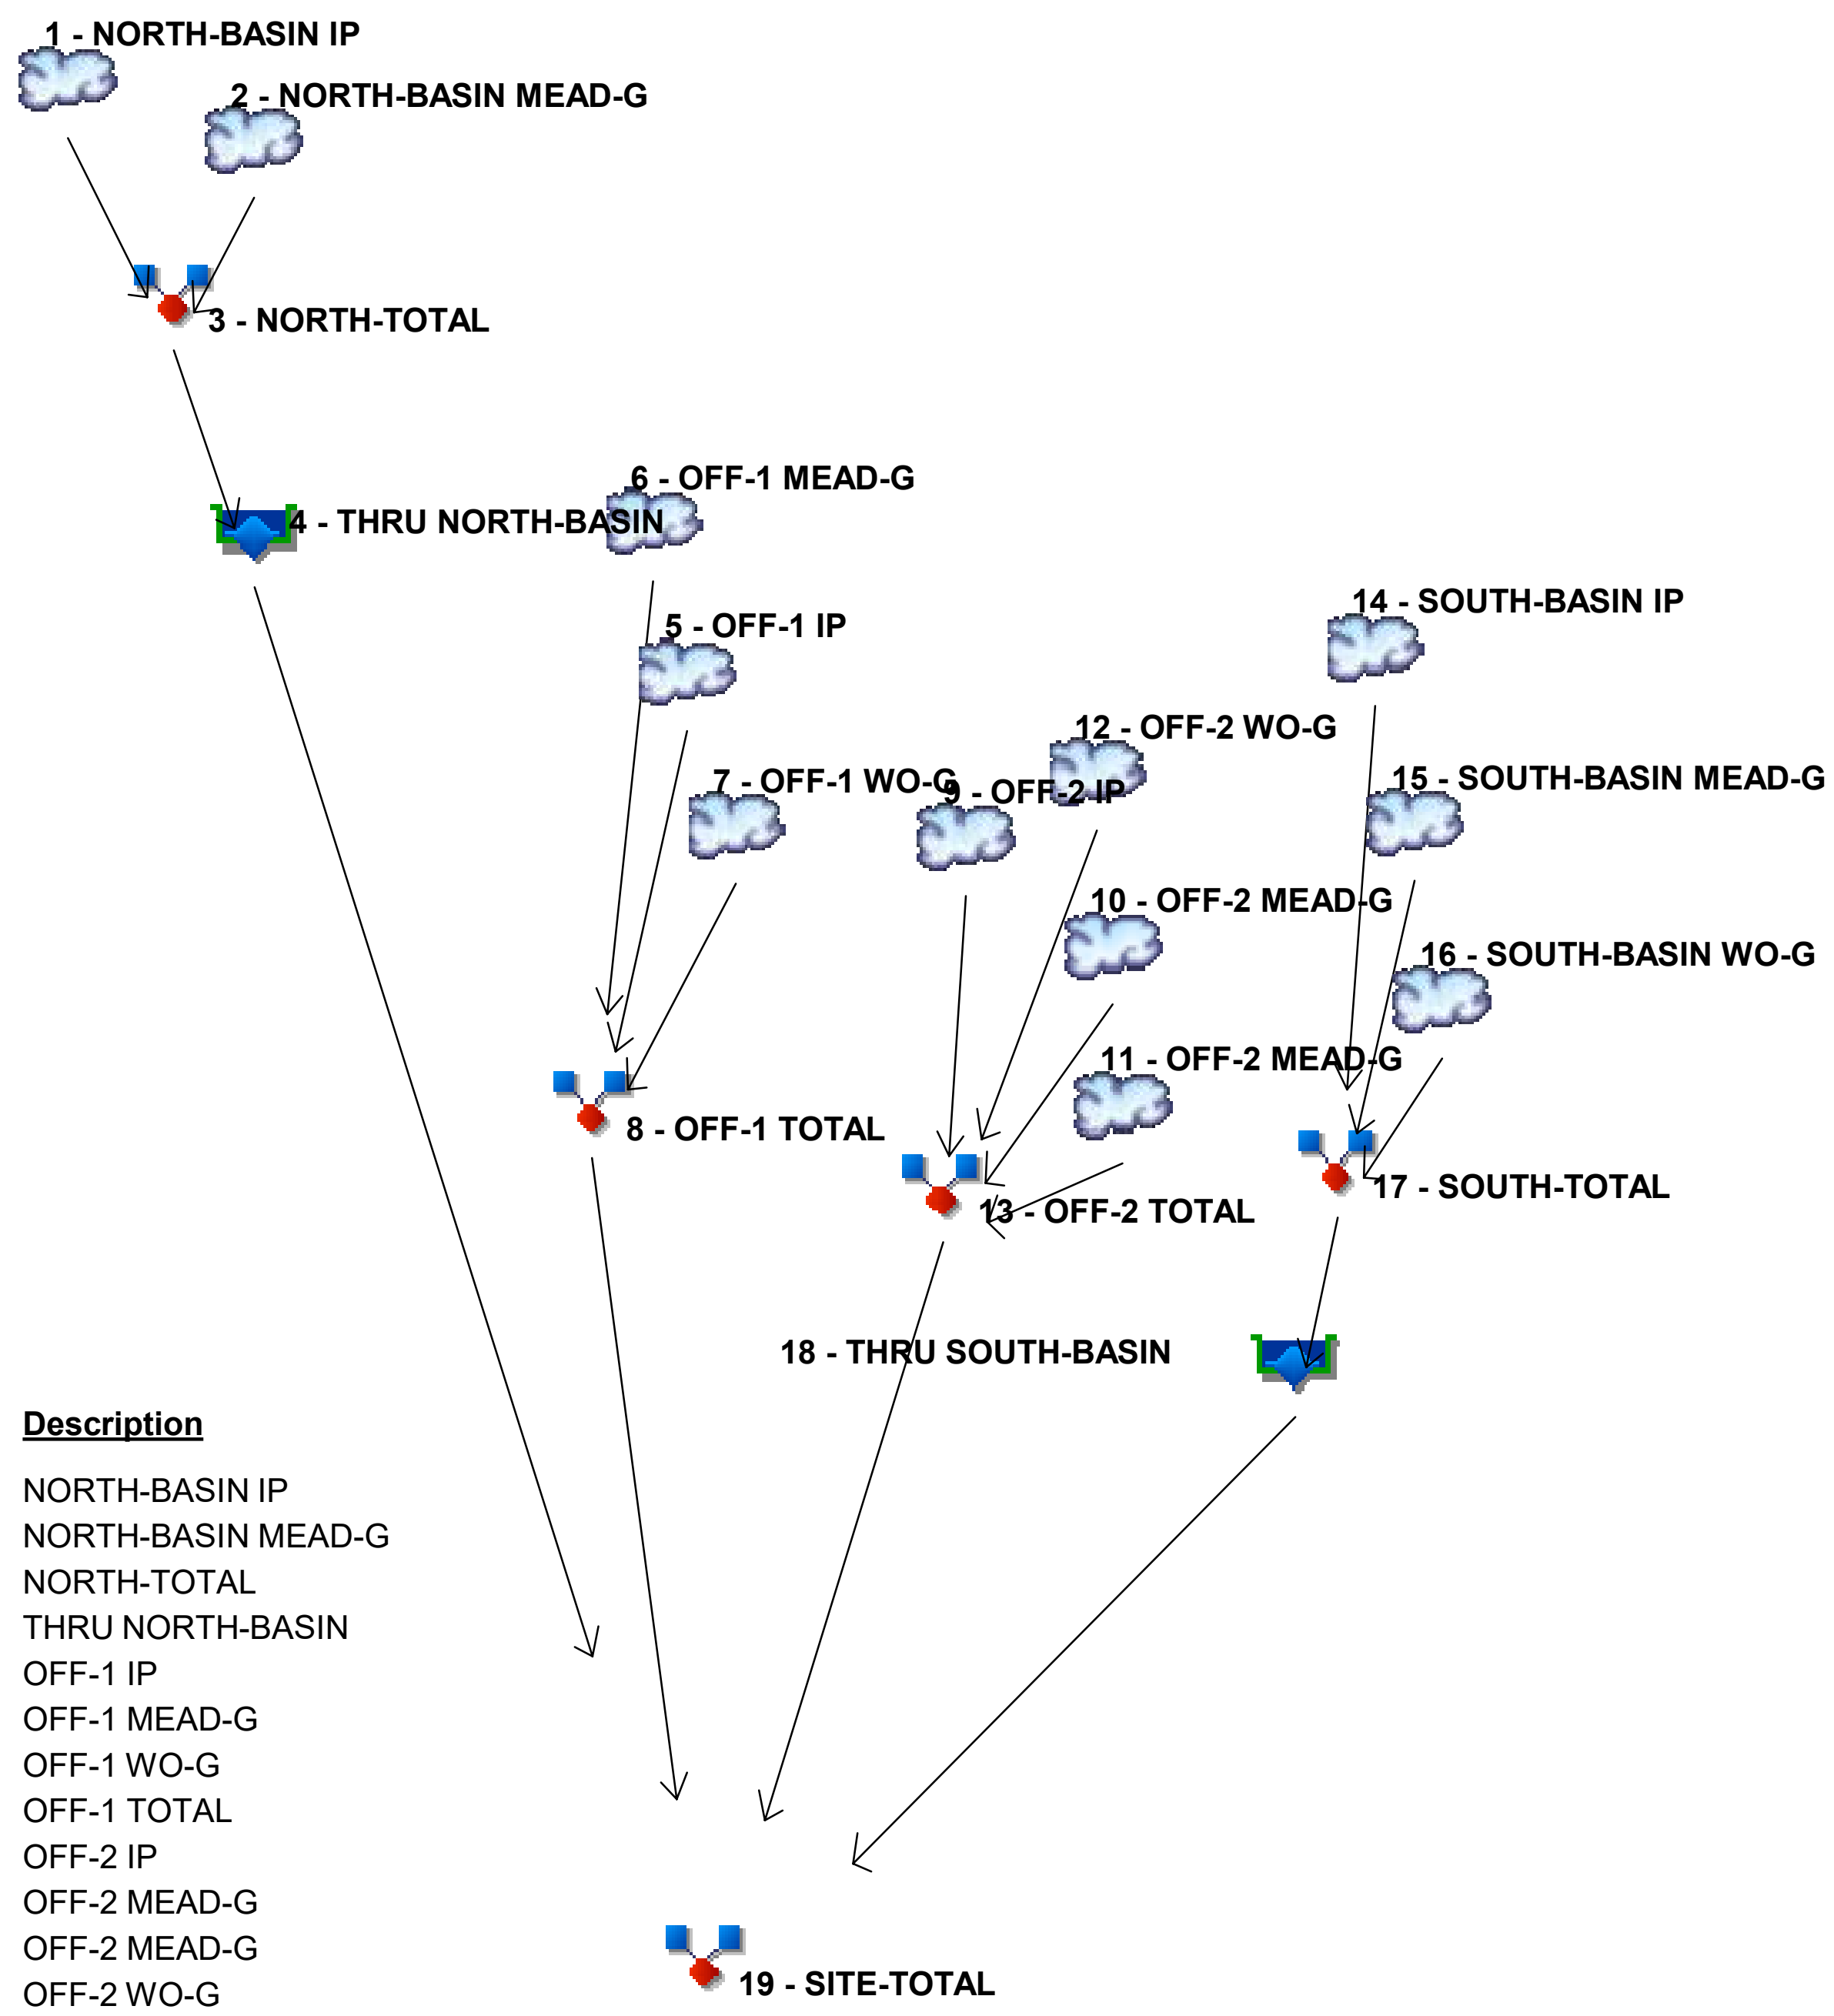 1 - NORTH-BASIN IP
2 - NORTH-BASIN MEAD-G
3 - NORTH-TOTAL
6 - OFF-1 MEAD-G
4 - THRU NORTH-BASIN
14 - SOUTH-BASIN IP
5 - OFF-1 IP
12 - OFF-2 WO-G
15 - SOUTH-BASIN MEAD-G
7 - OFF-1 WO-G
9 - OFF-2 IP
10 - OFF-2 MEAD-G
16 - SOUTH-BASIN WO-G
11 - OFF-2 MEAD-G
8 - OFF-1 TOTAL
17 - SOUTH-TOTAL
13 - OFF-2 TOTAL
18 - THRU SOUTH-BASIN
Description
NORTH-BASIN IP
NORTH-BASIN MEAD-G
NORTH-TOTAL
THRU NORTH-BASIN
OFF-1 IP
OFF-1 MEAD-G
OFF-1 WO-G
OFF-1 TOTAL
OFF-2 IP
OFF-2 MEAD-G
OFF-2 MEAD-G
OFF-2 WO-G
19 - SITE-TOTAL